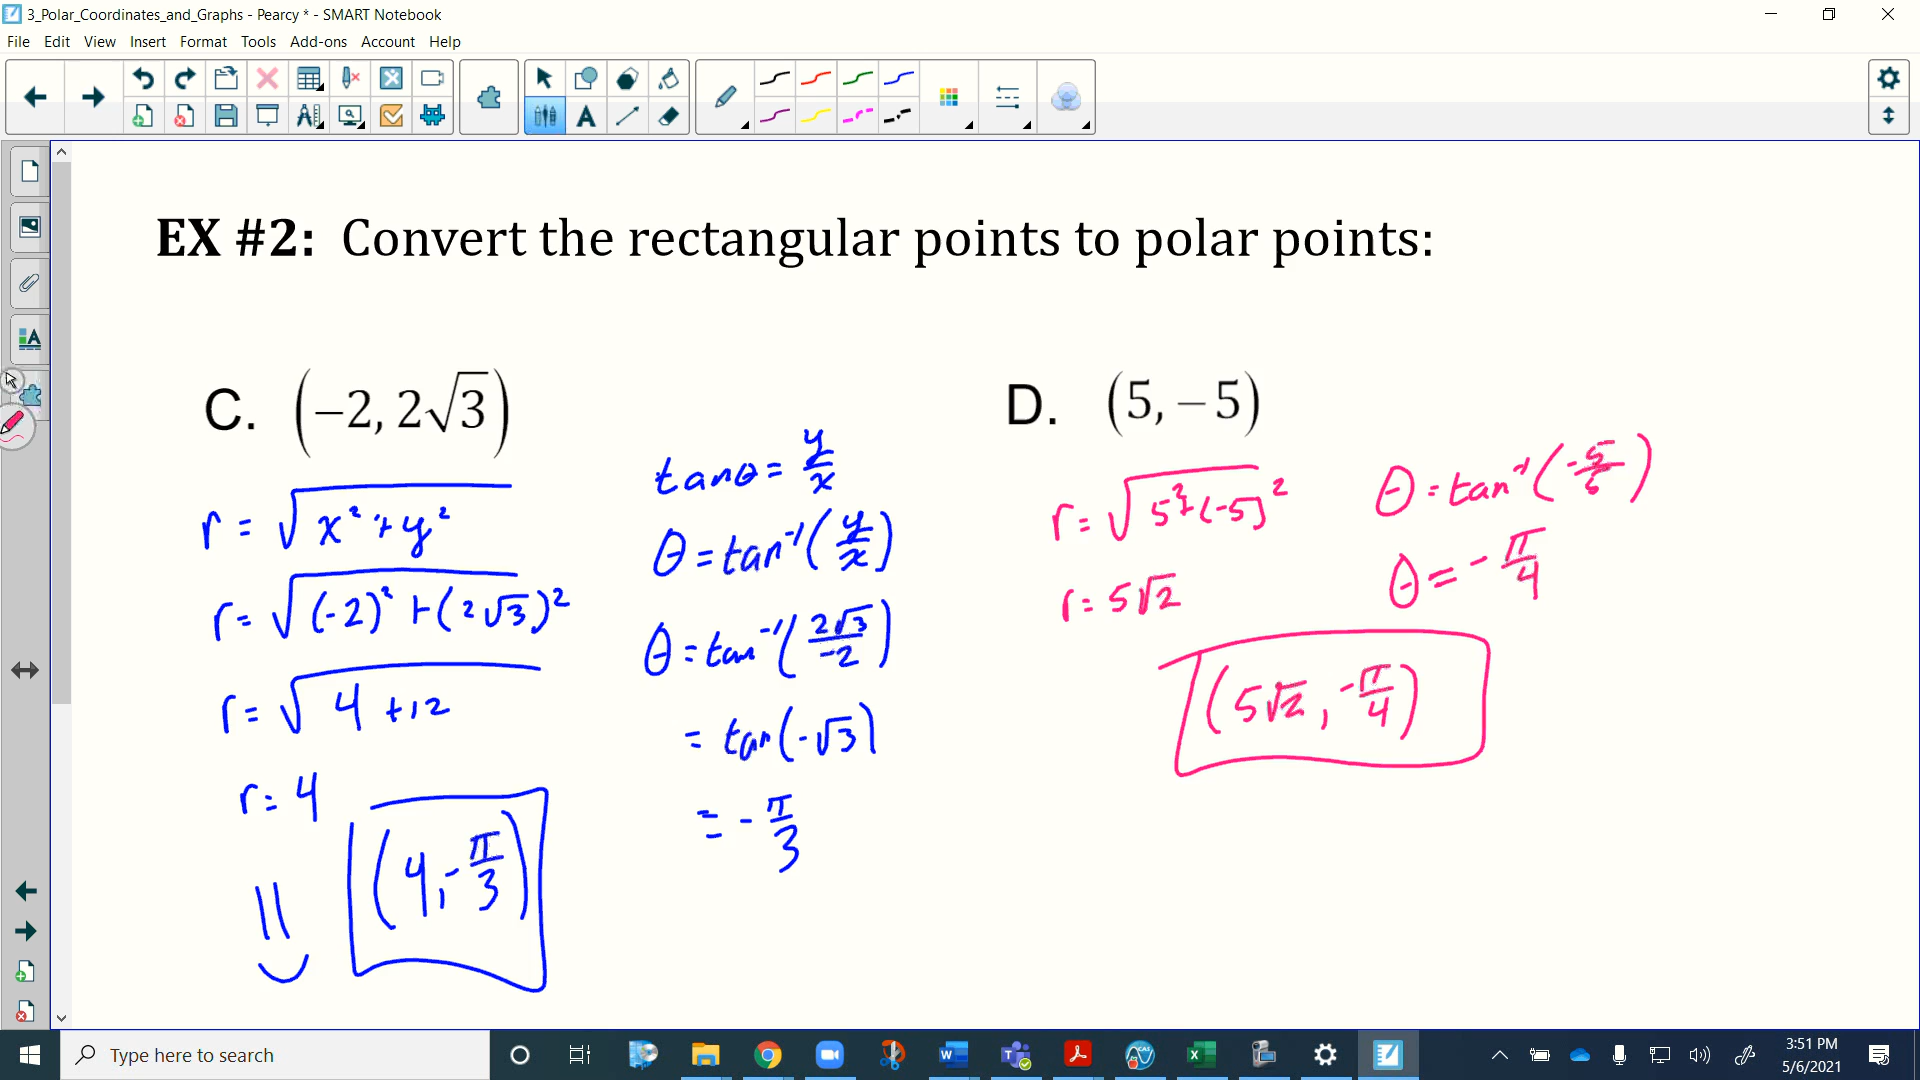 3_Polar_Coordinates_and_Graphs - Pearcy * - SMART Notebook
File Edit View Insert Format Tools Add-ons Account Help
EX #2: Convert the rectangular points to polar points:
C. (−2, 2√3)
r = √x² + y²
r = √(-2)² + (2√3)²
r = √4 + 12
r = 4
(4, -π/3)
tanθ = y/x
θ = tan⁻¹(y/x)
θ = tan⁻¹(2√3/-2)
= tan(-√3)
= -π/3
D. (5, −5)
r = √5² + (-5)²
r = 5√2
θ = tan⁻¹(-5/5)
θ = -π/4
(5√2, -π/4)
Type here to search
3:51 PM
5/6/2021